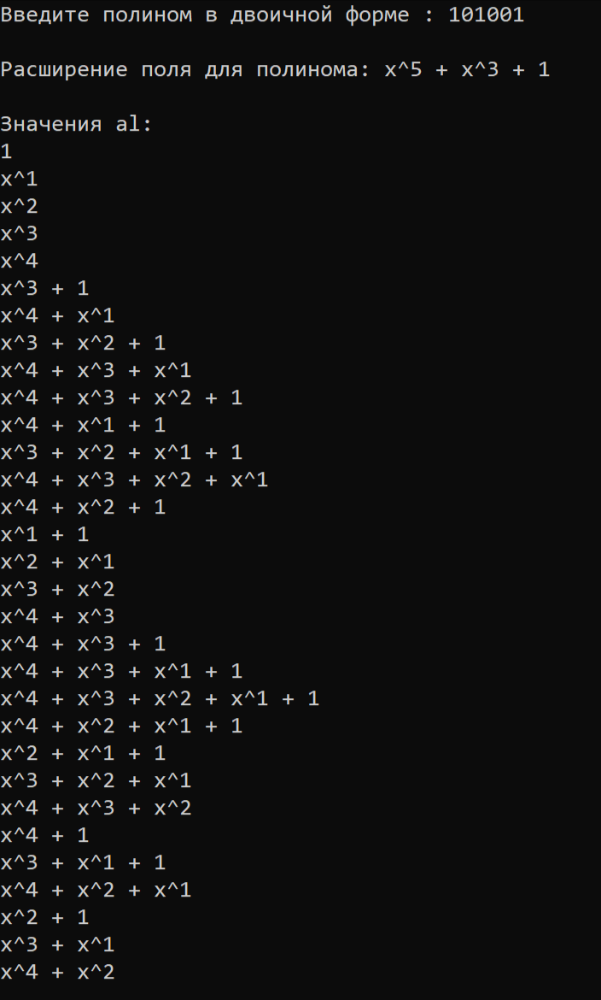 Введите полином в двоичной форме : 101001
Расширение поля для полинома: x^5 + x^3 + 1
Значения al:
1
x^1
x^2
x^3
x^4
x^3 + 1
x^4 + x^1
x^3 + x^2 + 1
x^4 + x^3 + x^1
x^4 + x^3 + x^2 + 1
x^4 + x^1 + 1
x^3 + x^2 + x^1 + 1
x^4 + x^3 + x^2 + x^1
x^4 + x^2 + 1
x^1 + 1
x^2 + x^1
x^3 + x^2
x^4 + x^3
x^4 + x^3 + 1
x^4 + x^3 + x^1 + 1
x^4 + x^3 + x^2 + x^1 + 1
x^4 + x^2 + x^1 + 1
x^2 + x^1 + 1
x^3 + x^2 + x^1
x^4 + x^3 + x^2
x^4 + 1
x^3 + x^1 + 1
x^4 + x^2 + x^1
x^2 + 1
x^3 + x^1
x^4 + x^2